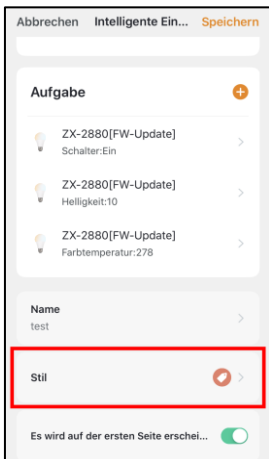 Abbrechen Intelligente Ein... Speichern
Aufgabe
ZX-2880[FW-Update]
Schalter:Ein
ZX-2880[FW-Update]
Helligkeit:10
ZX-2880[FW-Update]
Farbtemperatur:278
Name
test
Stil
Es wird auf der ersten Seite erschei...